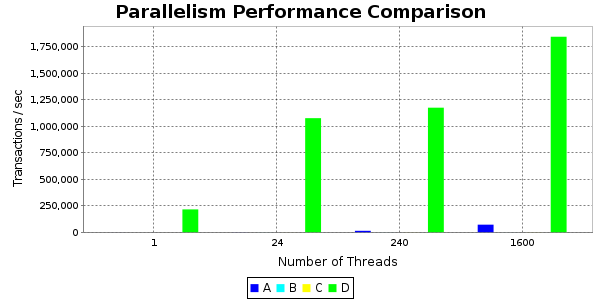 Parallelism Performance Comparison
Transactions / sec
1,750,000
1,500,000
1,250,000
1,000,000
750,000
500,000
250,000
0
1 24 240 1600
Number of Threads
A B C D